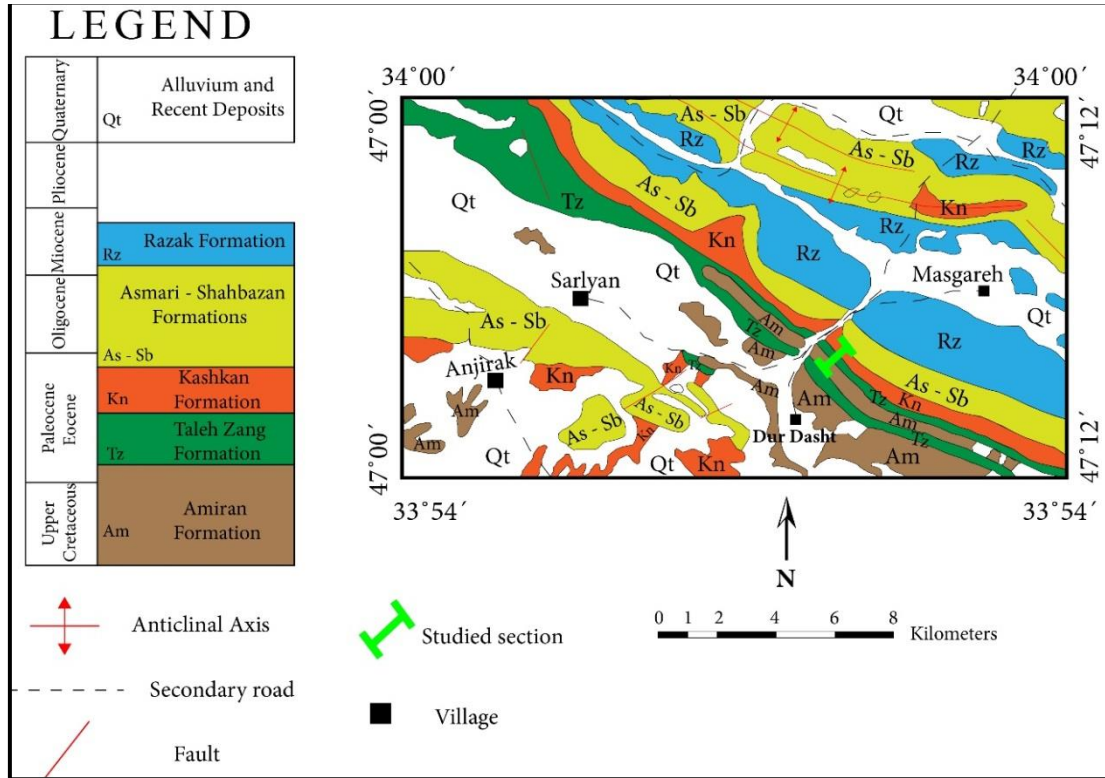 LEGEND
Quaternary
Pliocene
Miocene
Oligocene
Paleocene
Eocene
Upper
Cretaceous
Alluvium and
Recent Deposits
Qt
Razak Formation
Rz
Asmari - Shahbazan
Formations
As - Sb
Kashkan
Formation
Kn
Taleh Zang
Formation
Tz
Amiran
Formation
Am
Anticlinal Axis
Secondary road
Fault
Studied section
Village
34˚00´
34˚00´
47˚00´
47˚12´
As - Sb
Qt
Rz
As - Sb
Rz
Rz
Qt
Tz
As - Sb
Kn
Kn
Rz
Rz
Masgareh
Qt
Sarlyan
Qt
As - Sb
Am
Tz
Am
Rz
Anjirak
Kn
Kn
Tz
Am
As - Sb
Am
As - Sb
As - Sb
Kn
Am
Tz
Kn
Am
Tz
Dur Dasht
Am
Qt
Qt
Kn
Am
47˚00´
47˚12´
33˚54´
33˚54´
N
0 1 2 4 6 8 Kilometers